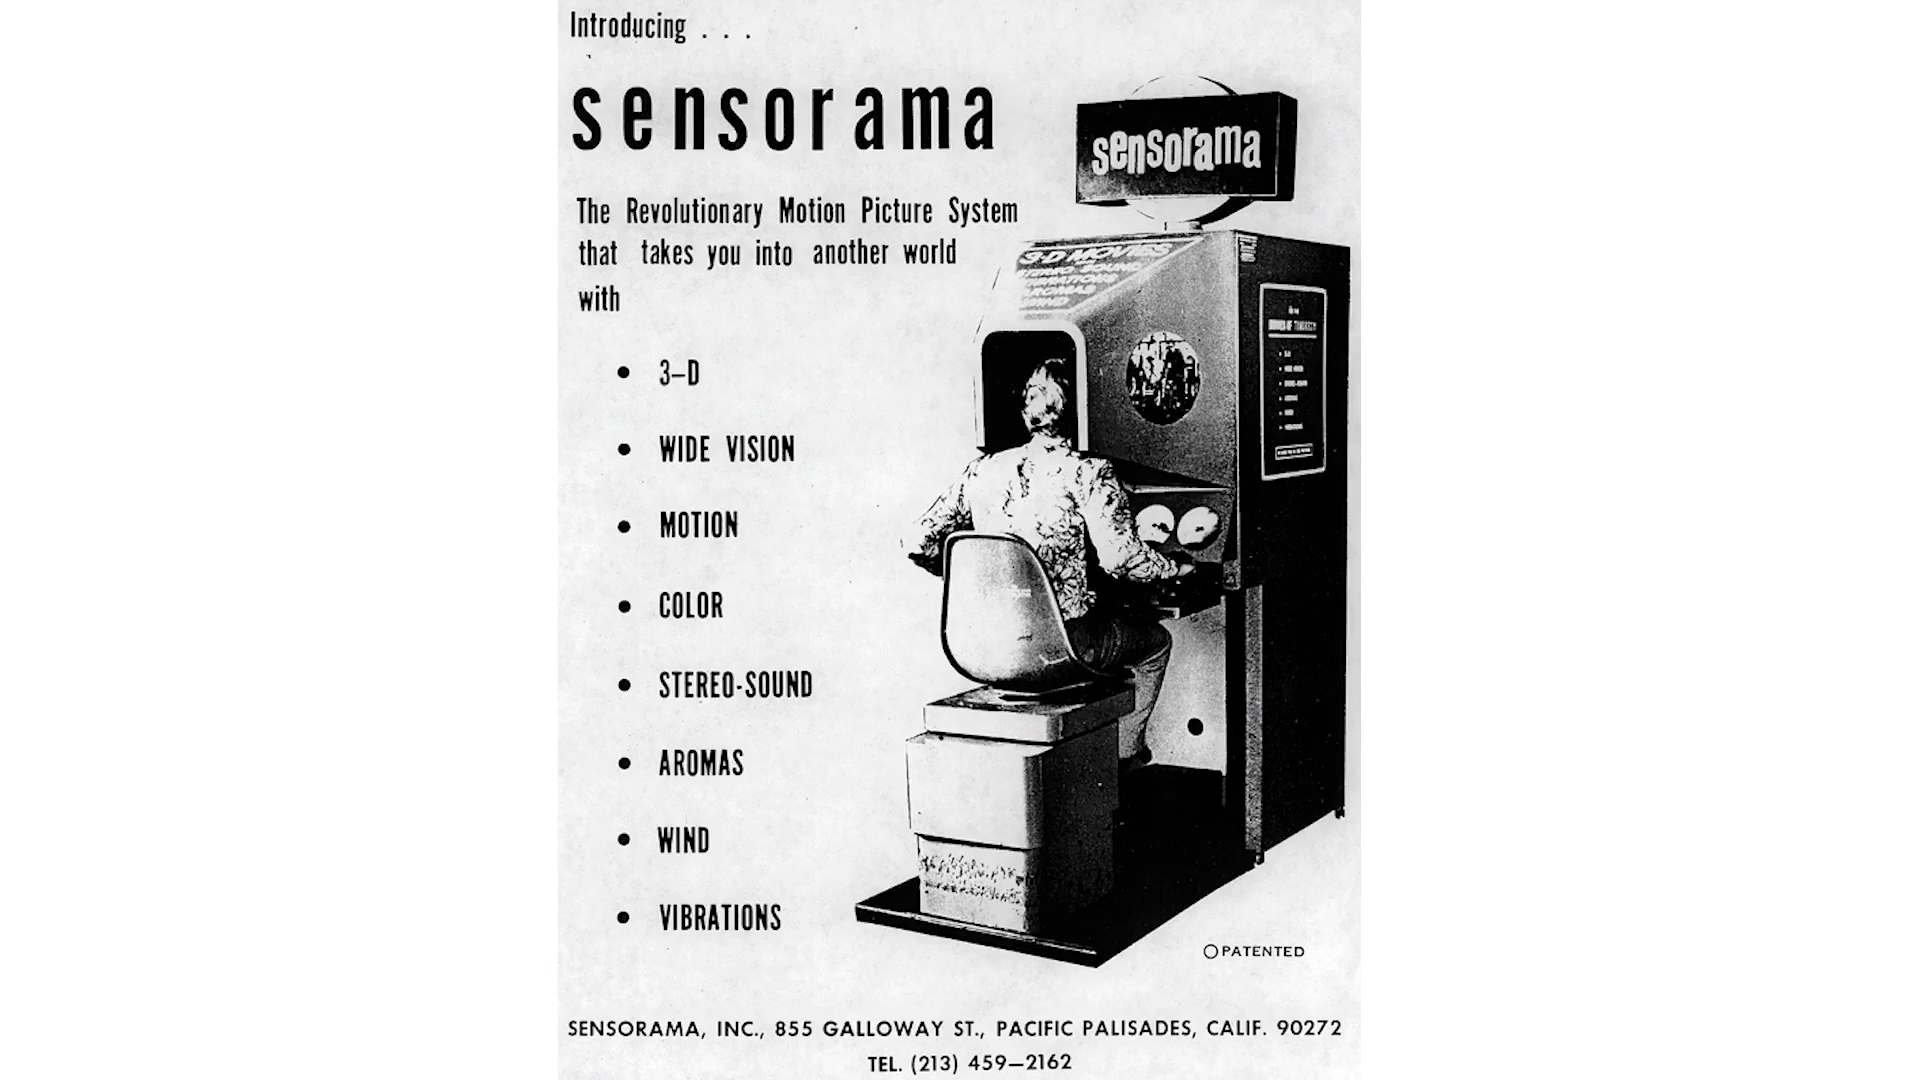 Introducing . . .
sensorama
The Revolutionary Motion Picture System
that takes you into another world
with
• 3–D
• WIDE VISION
• MOTION
• COLOR
• STEREO-SOUND
• AROMAS
• WIND
• VIBRATIONS
sensorama
3-D MOVIES
PATENTED
SENSORAMA, INC., 855 GALLOWAY ST., PACIFIC PALISADES, CALIF. 90272
TEL. (213) 459–2162